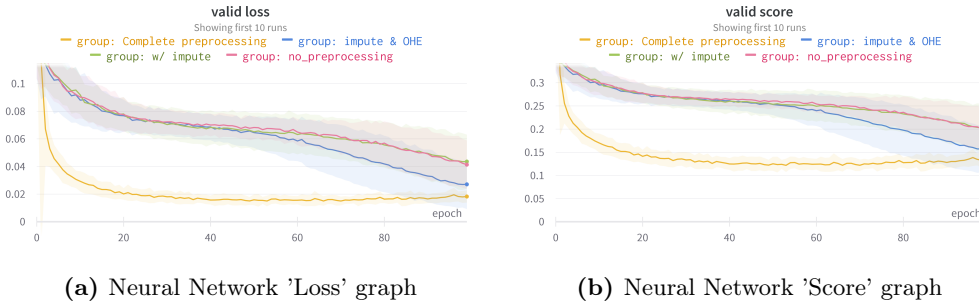 valid loss
Showing first 10 runs
group: Complete preprocessing group: impute & OHE
group: w/ impute group: no_preprocessing
0.1
0.08
0.06
0.04
0.02
0
epoch
0 20 40 60 80
(a) Neural Network 'Loss' graph
valid score
Showing first 10 runs
group: Complete preprocessing group: impute & OHE
group: w/ impute group: no_preprocessing
0.3
0.25
0.2
0.15
0.1
0.05
0
epoch
0 20 40 60 80
(b) Neural Network 'Score' graph